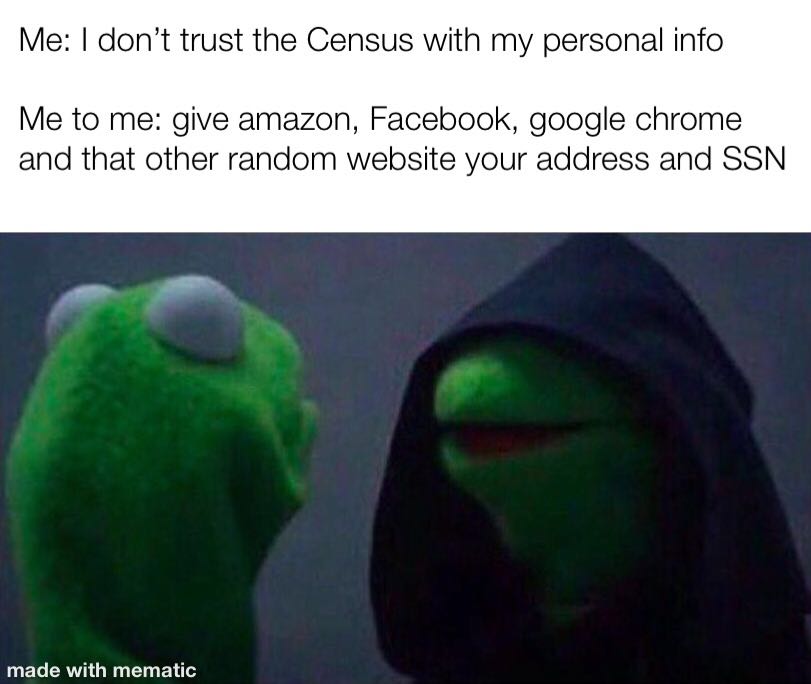 Me: I don’t trust the Census with my personal info
Me to me: give amazon, Facebook, google chrome
and that other random website your address and SSN
made with mematic